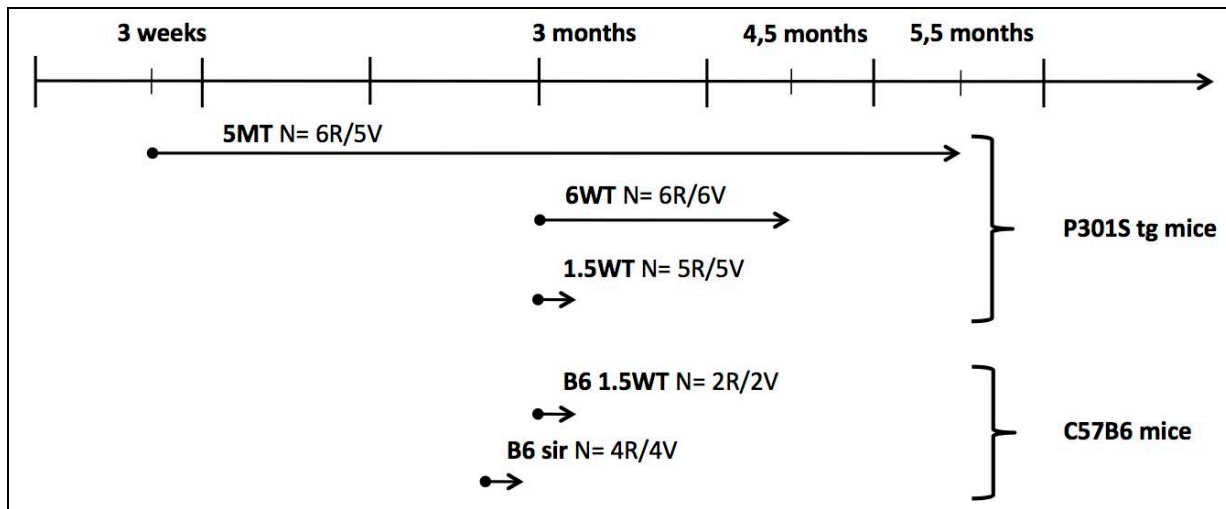 3 weeks 3 months 4,5 months 5,5 months
5MT N= 6R/5V
6WT N= 6R/6V
P301S tg mice
1.5WT N= 5R/5V
B6 1.5WT N= 2R/2V
C57B6 mice
B6 sir N= 4R/4V